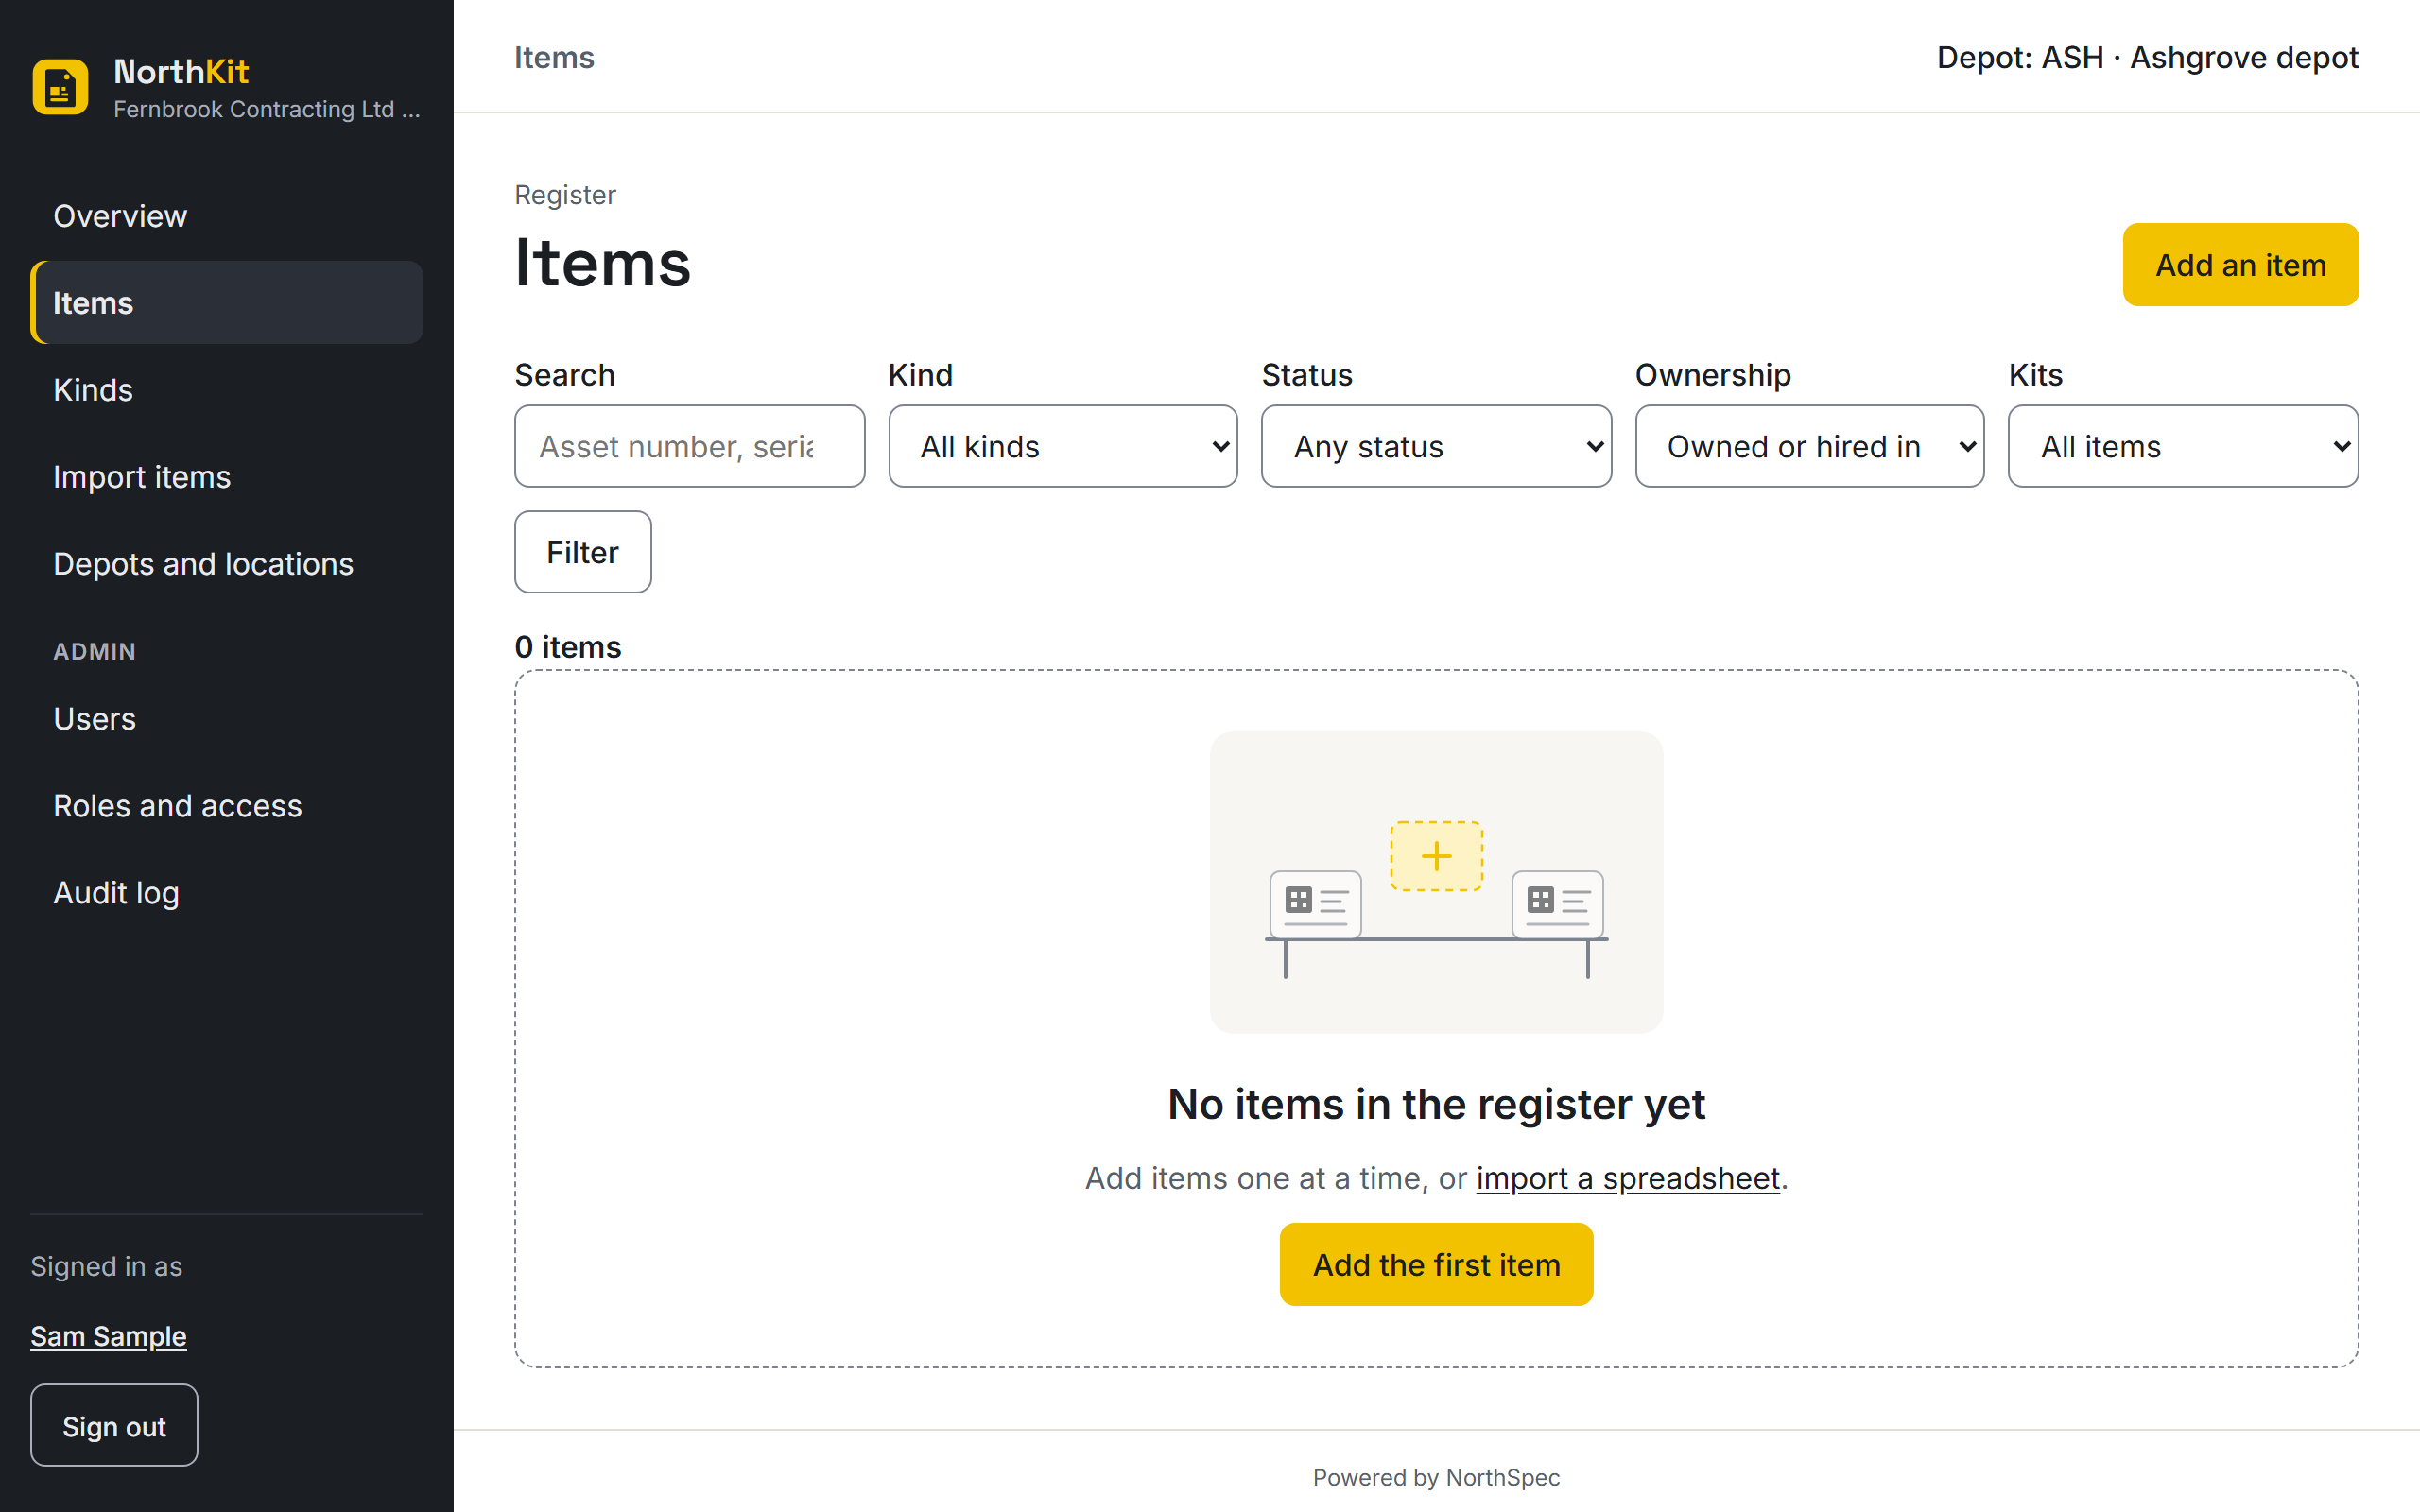 NorthKit
Fernbrook Contracting Ltd ...
Overview
Items
Kinds
Import items
Depots and locations
ADMIN
Users
Roles and access
Audit log
Signed in as
Sam Sample
Sign out
Items
Depot: ASH · Ashgrove depot
Register
Items
Add an item
Search
Kind
Status
Ownership
Kits
Asset number, seria
All kinds
Any status
Owned or hired in
All items
Filter
0 items
No items in the register yet
Add items one at a time, or import a spreadsheet.
Add the first item
Powered by NorthSpec